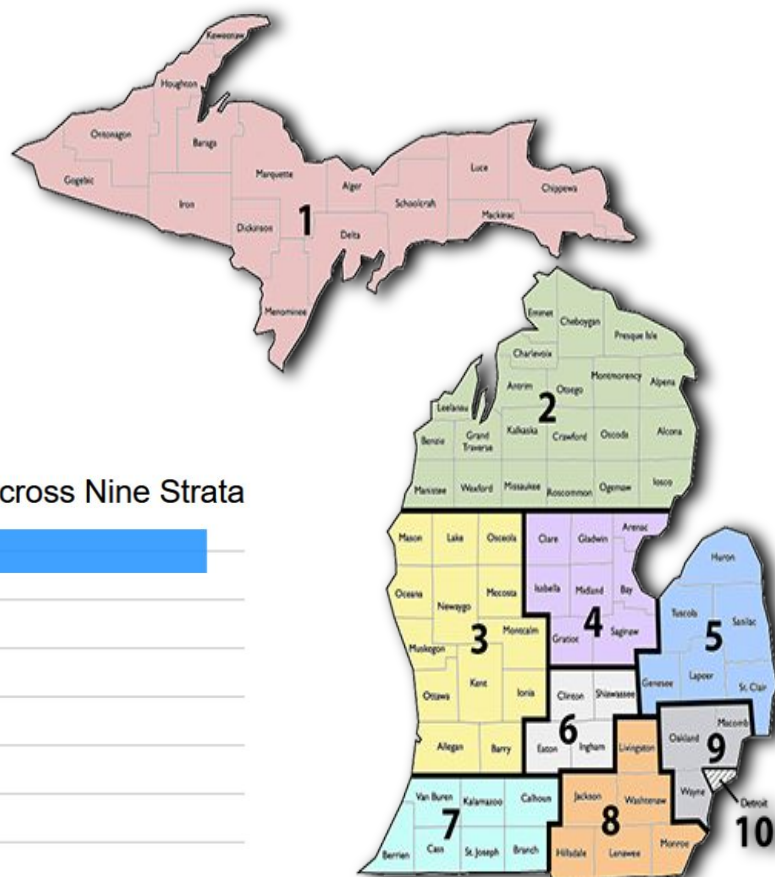 Keweenaw
Houghton
Ontonagon
Baraga
Gogebic
Marquette
Iron
Dickinson
1
Alger
Luce
Chippewa
Schoolcraft
Mackinac
Delta
Menominee
Emmet
Cheboygan
Presque Isle
Charlevoix
Antrim
Otsego
Montmorency
Alpena
2
Leelanau
Benzie
Grand
Traverse
Kalkaska
Crawford
Oscoda
Alcona
Manistee
Wexford
Missaukee
Roscommon
Ogemaw
Iosco
cross Nine Strata
Mason
Lake
Osceola
Oceana
Newaygo
Mecosta
Montcalm
3
Muskegon
Kent
Ottawa
Ionia
Allegan
Barry
Clare
Gladwin
Arenac
Isabella
Midland
Bay
4
Gratiot
Saginaw
Huron
Tuscola
Sanilac
5
Genesee
Lapeer
St. Clair
Clinton
Shiawassee
6
Eaton
Ingham
Livingston
Oakland
Macomb
9
Wayne
Detroit
10
Van Buren
Kalamazoo
Calhoun
7
Berrien
Cass
St. Joseph
Branch
Jackson
Washtenaw
8
Hillsdale
Lenawee
Monroe